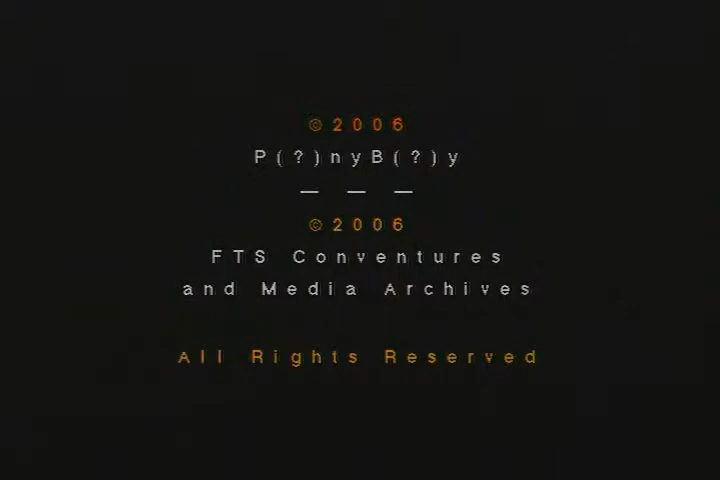 ©2006
P(?)nyB(?)y
— — —
©2006
FTS Conventures
and Media Archives
All Rights Reserved